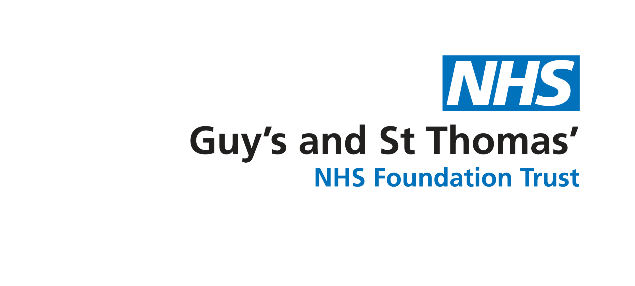 NHS
Guy’s and St Thomas’
NHS Foundation Trust